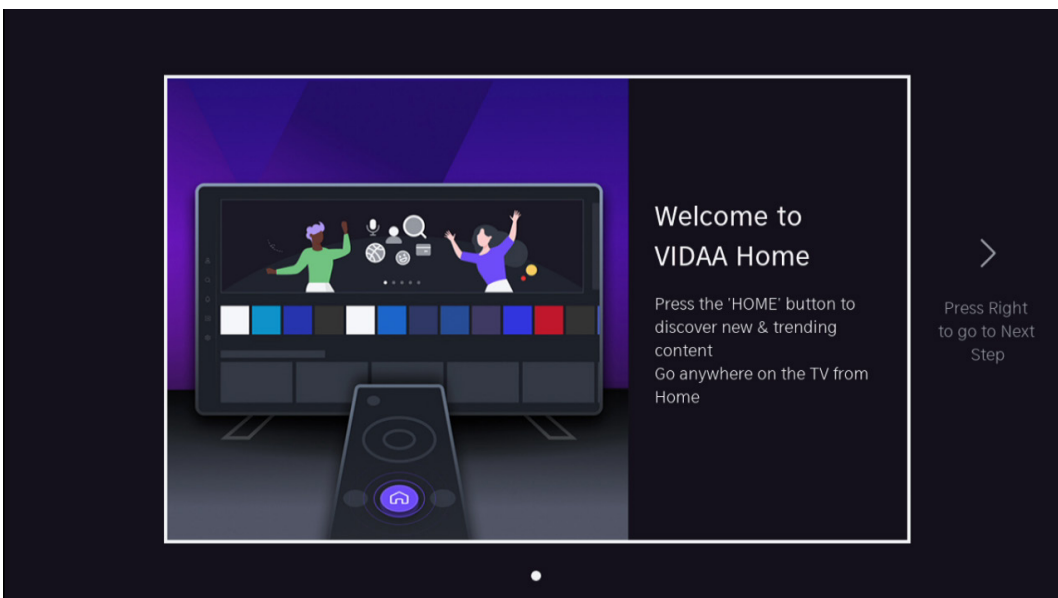 Welcome to
VIDAA Home
Press the 'HOME' button to
discover new & trending
content
Go anywhere on the TV from
Home
Press Right
to go to Next
Step